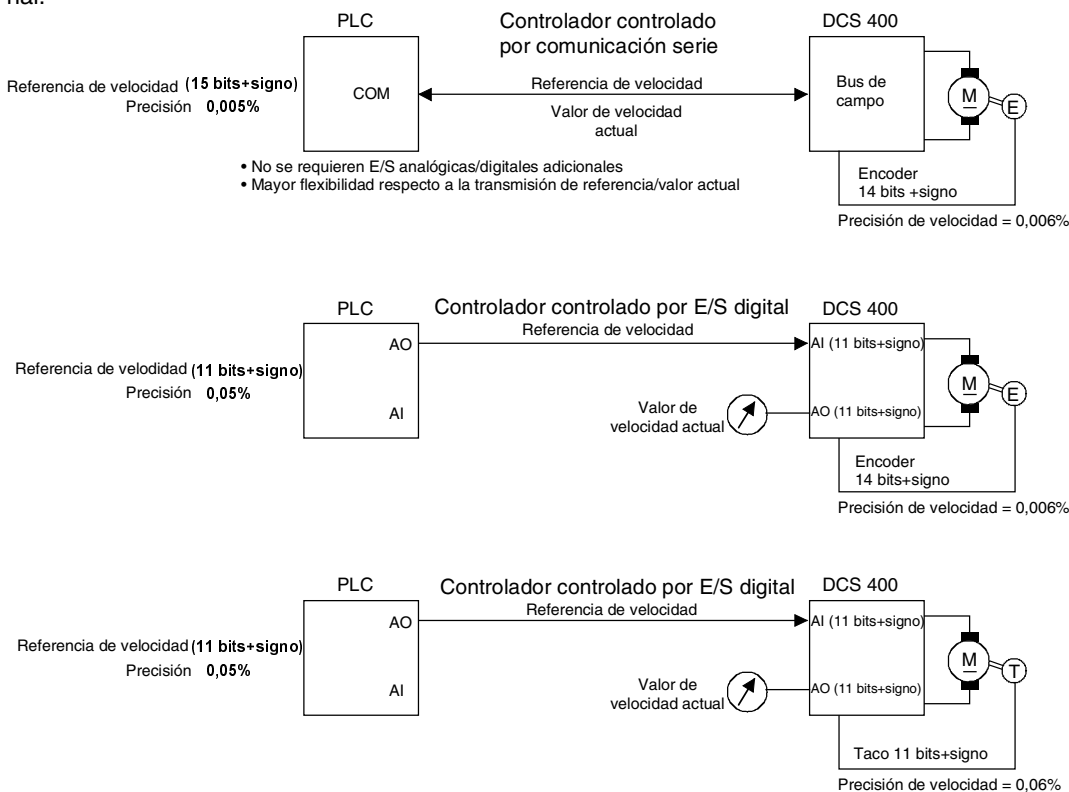 nal.
PLC
Controlador controlado
por comunicación serie
DCS 400
Referencia de velocidad (15 bits+signo)
Precisión 0,005%
COM
Referencia de velocidad
Valor de velocidad
actual
Bus de
campo
M
E
• No se requieren E/S analógicas/digitales adicionales
• Mayor flexibilidad respecto a la transmisión de referencia/valor actual
Encoder
14 bits +signo
Precisión de velocidad = 0,006%
PLC
Controlador controlado por E/S digital
DCS 400
Referencia de velocidad
AO
AI (11 bits+signo)
Referencia de velodidad (11 bits+signo)
Precisión 0,05%
M
E
AI
Valor de
velocidad actual
AO (11 bits+signo)
Encoder
14 bits+signo
Precisión de velocidad = 0,006%
PLC
Controlador controlado por E/S digital
DCS 400
Referencia de velocidad
AO
AI (11 bits+signo)
Referencia de velocidad (11 bits+signo)
Precisión 0,05%
M
T
AI
Valor de
velocidad actual
AO (11 bits+signo)
Taco 11 bits+signo
Precisión de velocidad = 0,06%